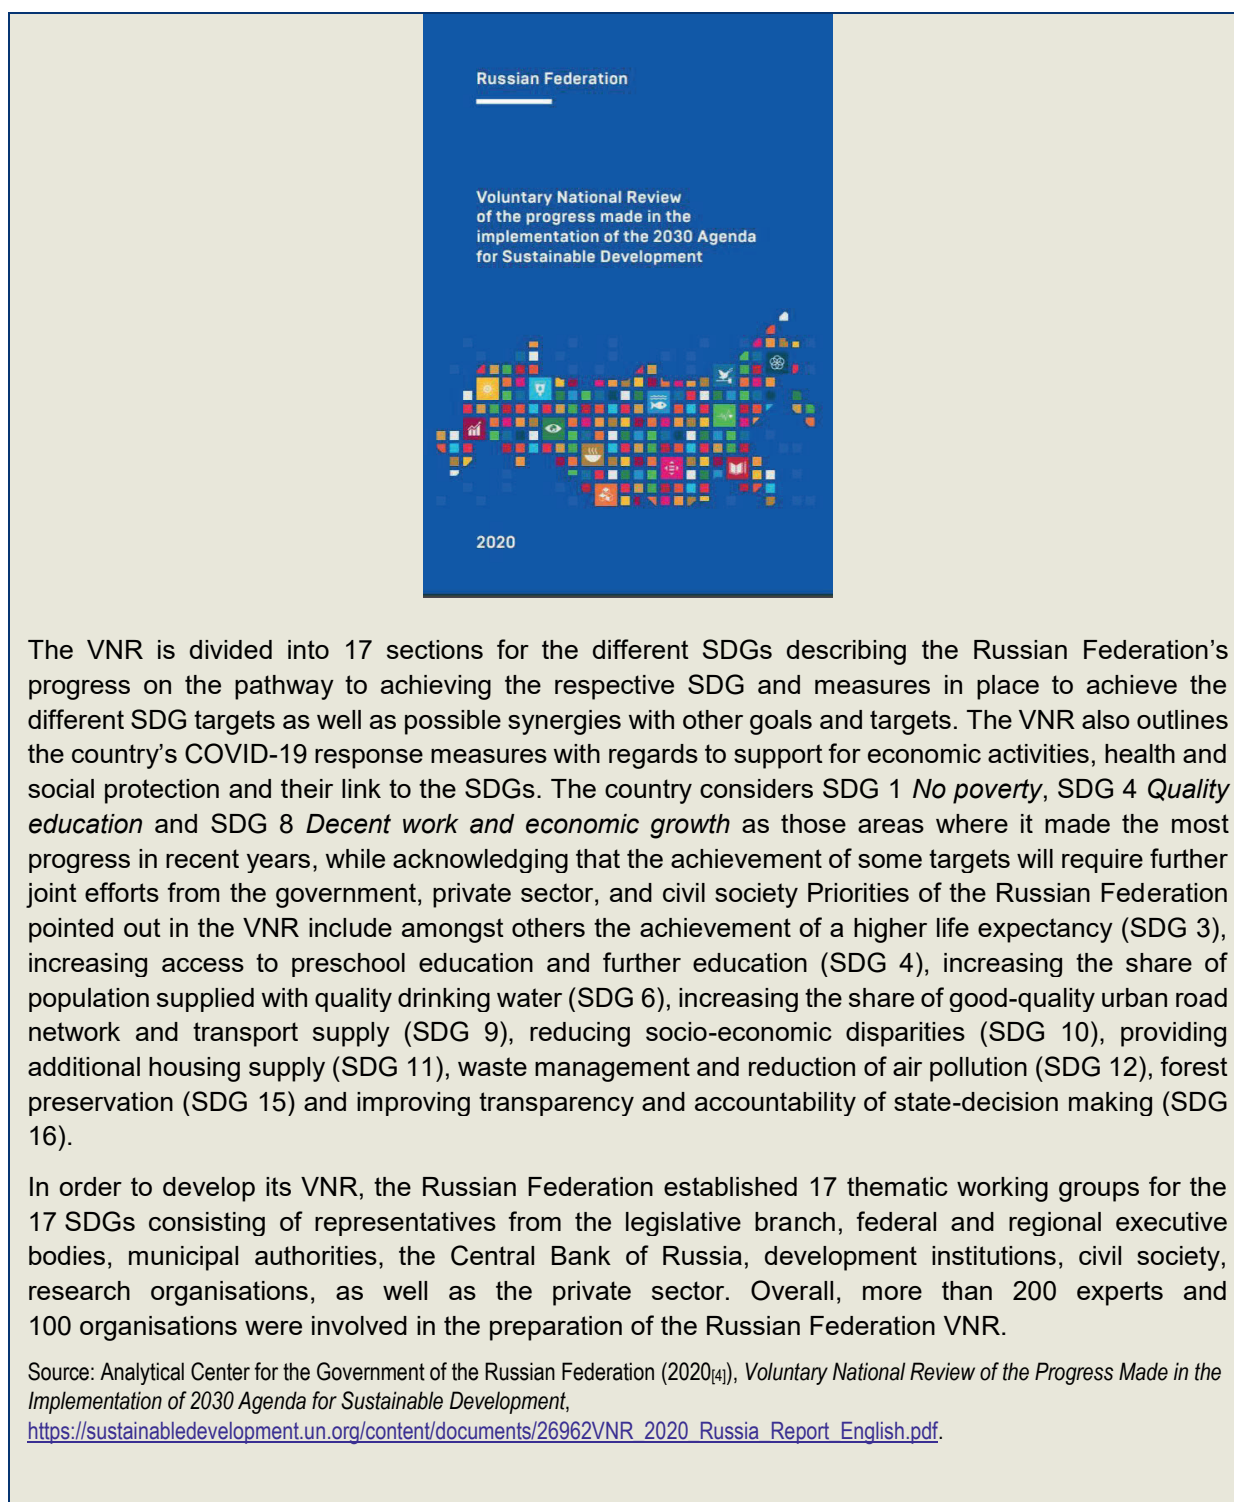 Russian Federation
Voluntary National Review
of the progress made in the
implementation of the 2030 Agenda
for Sustainable Development
2020
The VNR is divided into 17 sections for the different SDGs describing the Russian Federation’s
progress on the pathway to achieving the respective SDG and measures in place to achieve the
different SDG targets as well as possible synergies with other goals and targets. The VNR also outlines
the country’s COVID-19 response measures with regards to support for economic activities, health and
social protection and their link to the SDGs. The country considers SDG 1 No poverty, SDG 4 Quality
education and SDG 8 Decent work and economic growth as those areas where it made the most
progress in recent years, while acknowledging that the achievement of some targets will require further
joint efforts from the government, private sector, and civil society Priorities of the Russian Federation
pointed out in the VNR include amongst others the achievement of a higher life expectancy (SDG 3),
increasing access to preschool education and further education (SDG 4), increasing the share of
population supplied with quality drinking water (SDG 6), increasing the share of good-quality urban road
network and transport supply (SDG 9), reducing socio-economic disparities (SDG 10), providing
additional housing supply (SDG 11), waste management and reduction of air pollution (SDG 12), forest
preservation (SDG 15) and improving transparency and accountability of state-decision making (SDG
16).
In order to develop its VNR, the Russian Federation established 17 thematic working groups for the
17 SDGs consisting of representatives from the legislative branch, federal and regional executive
bodies, municipal authorities, the Central Bank of Russia, development institutions, civil society,
research organisations, as well as the private sector. Overall, more than 200 experts and
100 organisations were involved in the preparation of the Russian Federation VNR.
Source: Analytical Center for the Government of the Russian Federation (2020[4]), Voluntary National Review of the Progress Made in the
Implementation of 2030 Agenda for Sustainable Development,
https://sustainabledevelopment.un.org/content/documents/26962VNR_2020_Russia_Report_English.pdf.